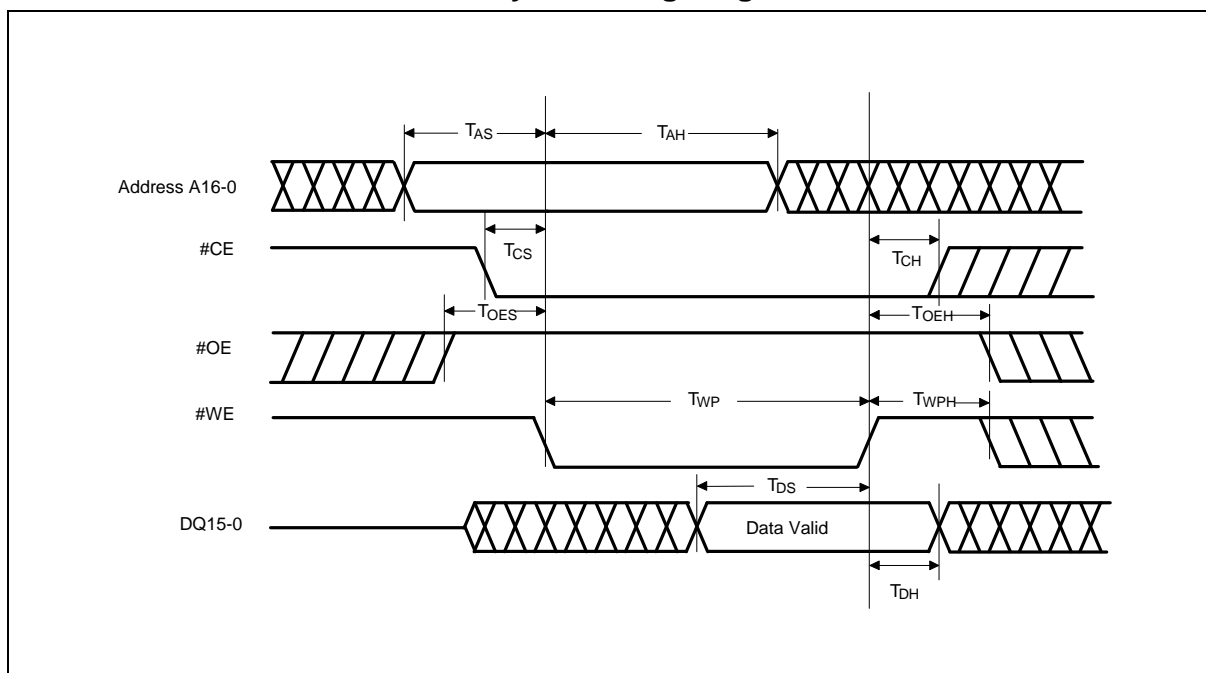 TAS
TAH
Address A16-0
TCS
#CE
TCH
TOES
TOEH
#OE
TWP
TWPH
#WE
TDS
DQ15-0
Data Valid
TDH